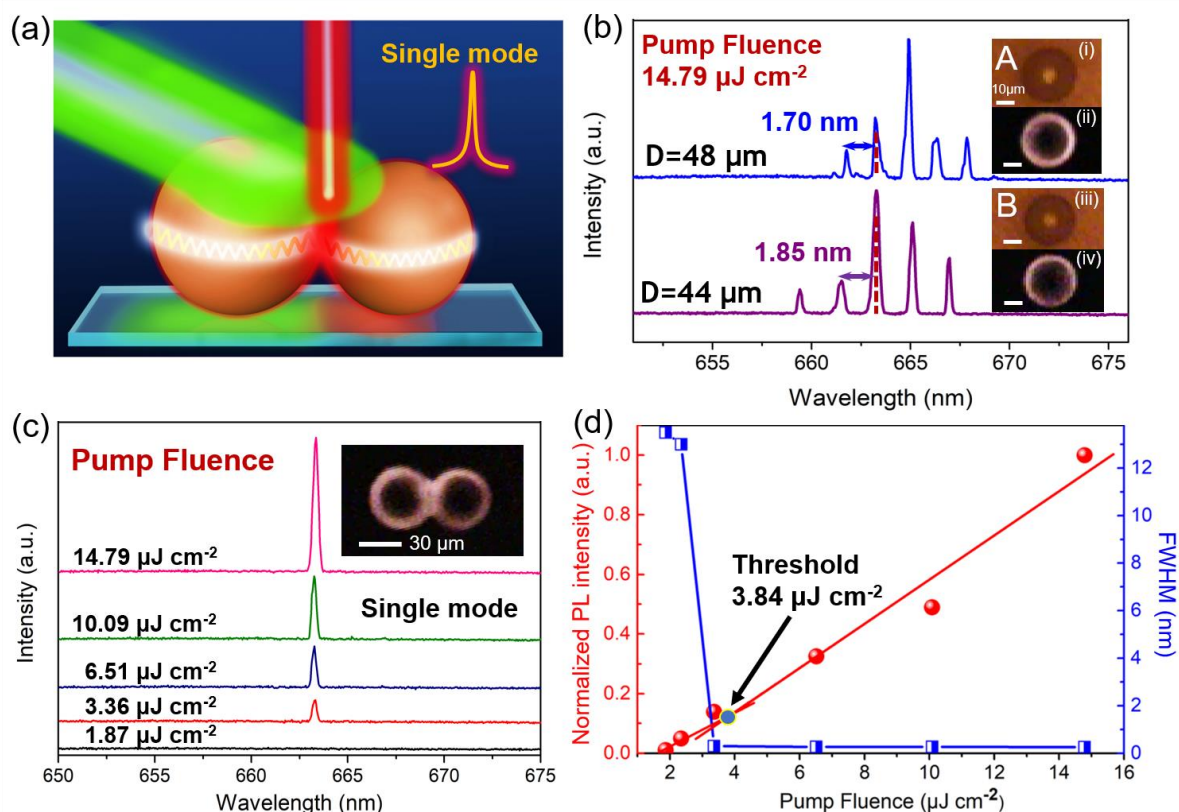 (a)
Single mode
(b)
Pump Fluence
14.79 µJ cm-2
A
(i)
10µm
(ii)
1.70 nm
D=48 µm
B
(iii)
(iv)
1.85 nm
D=44 µm
Intensity (a.u.)
655 660 665 670 675
Wavelength (nm)
(c)
Pump Fluence
30 µm
14.79 µJ cm-2
Single mode
10.09 µJ cm-2
6.51 µJ cm-2
3.36 µJ cm-2
1.87 µJ cm-2
Intensity (a.u.)
650 655 660 665 670 675
Wavelength (nm)
(d)
Normalized PL intensity (a.u.)
1.0
0.8
0.6
0.4
0.2
0.0
Threshold
3.84 µJ cm-2
12
10
8
6
4
2
0
FWHM (nm)
2 4 6 8 10 12 14 16
Pump Fluence (µJ cm-2)